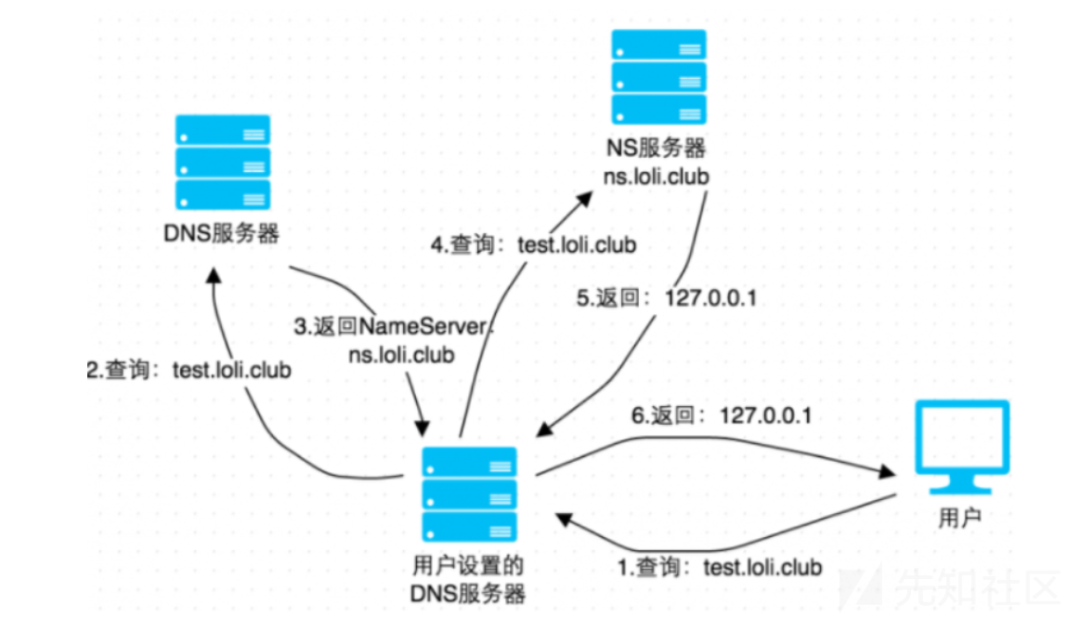 NS服务器
ns.loli.club
DNS服务器
4.查询：test.loli.club
5.返回：127.0.0.1
3.返回NameServer：
ns.loli.club
2.查询：test.loli.club
6.返回：127.0.0.1
用户
用户设置的
DNS服务器
1.查询：test.loli.club
先知社区